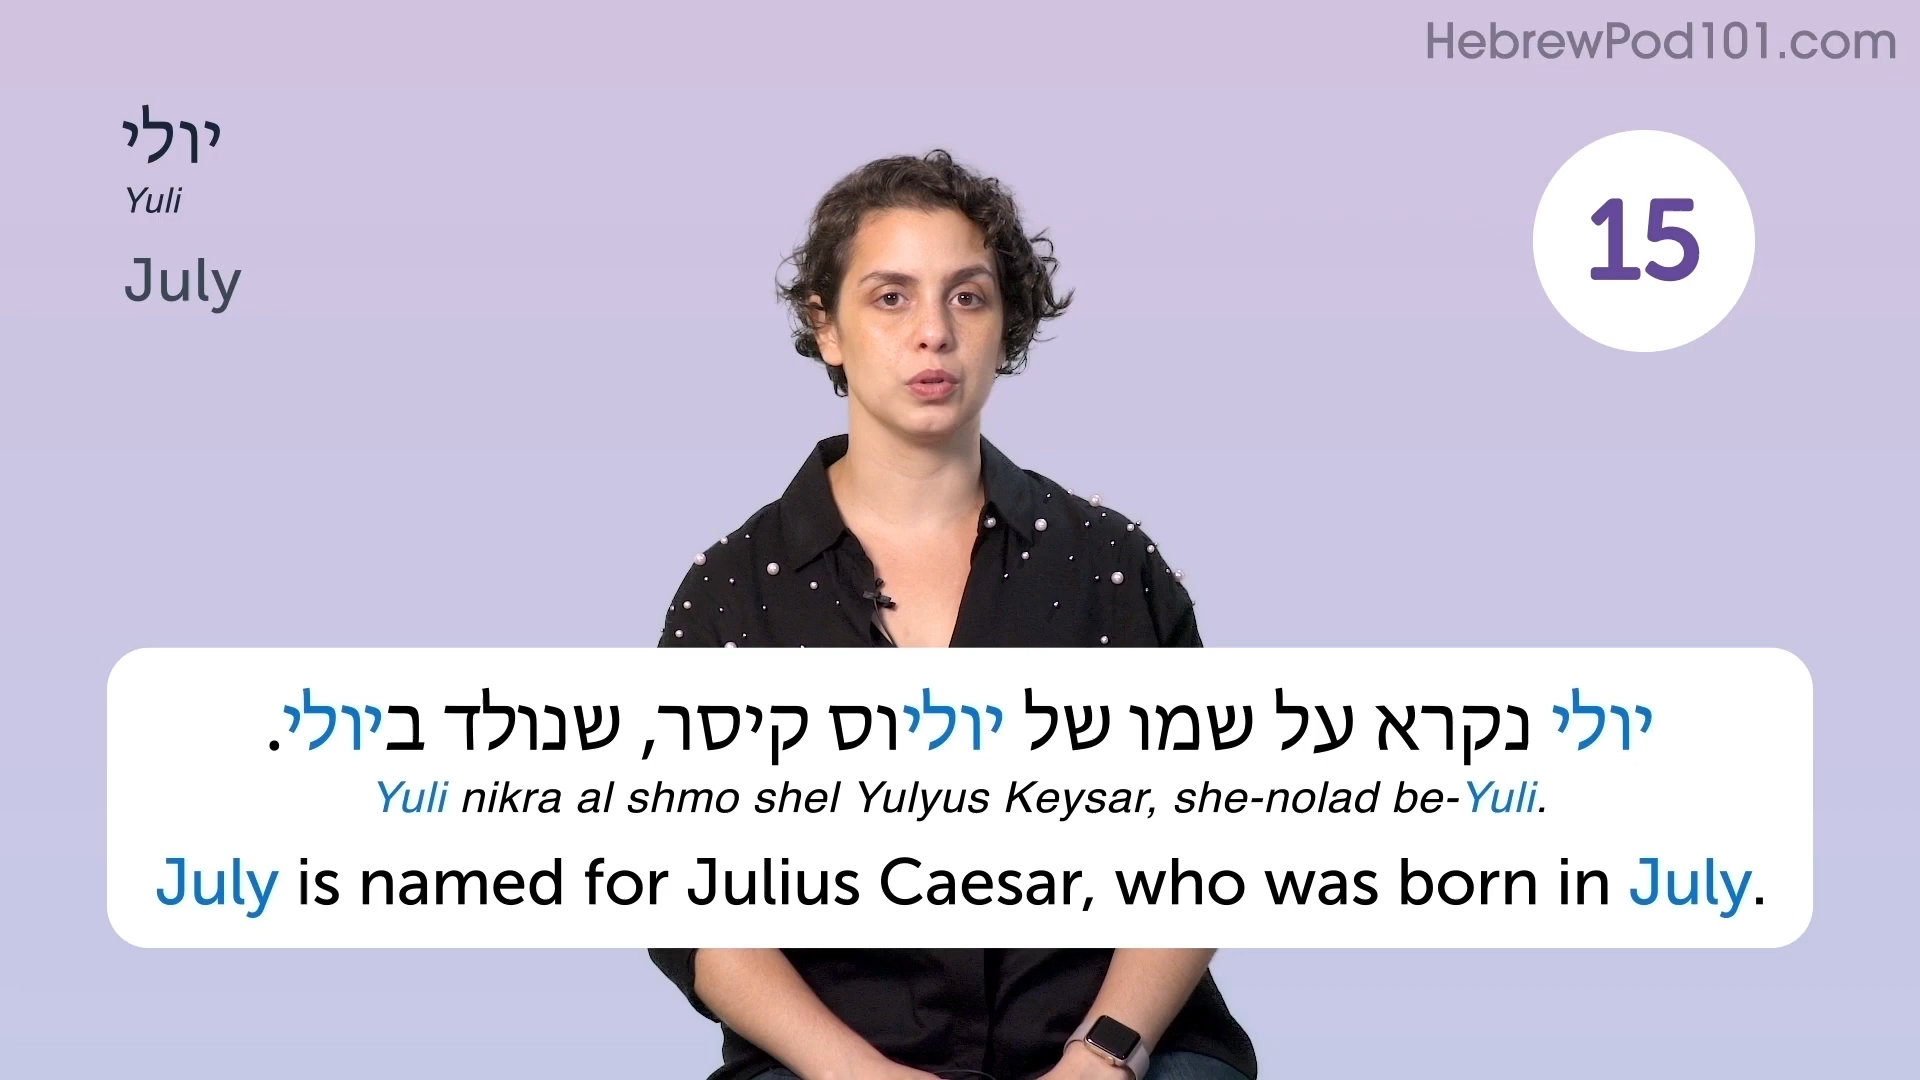 HebrewPod101.com
יולי
Yuli
July
15
יולי נקרא על שמו של יוליוס קיסר, שנולד ביולי.
Yuli nikra al shmo shel Yulyus Keysar, she-nolad be-Yuli.
July is named for Julius Caesar, who was born in July.